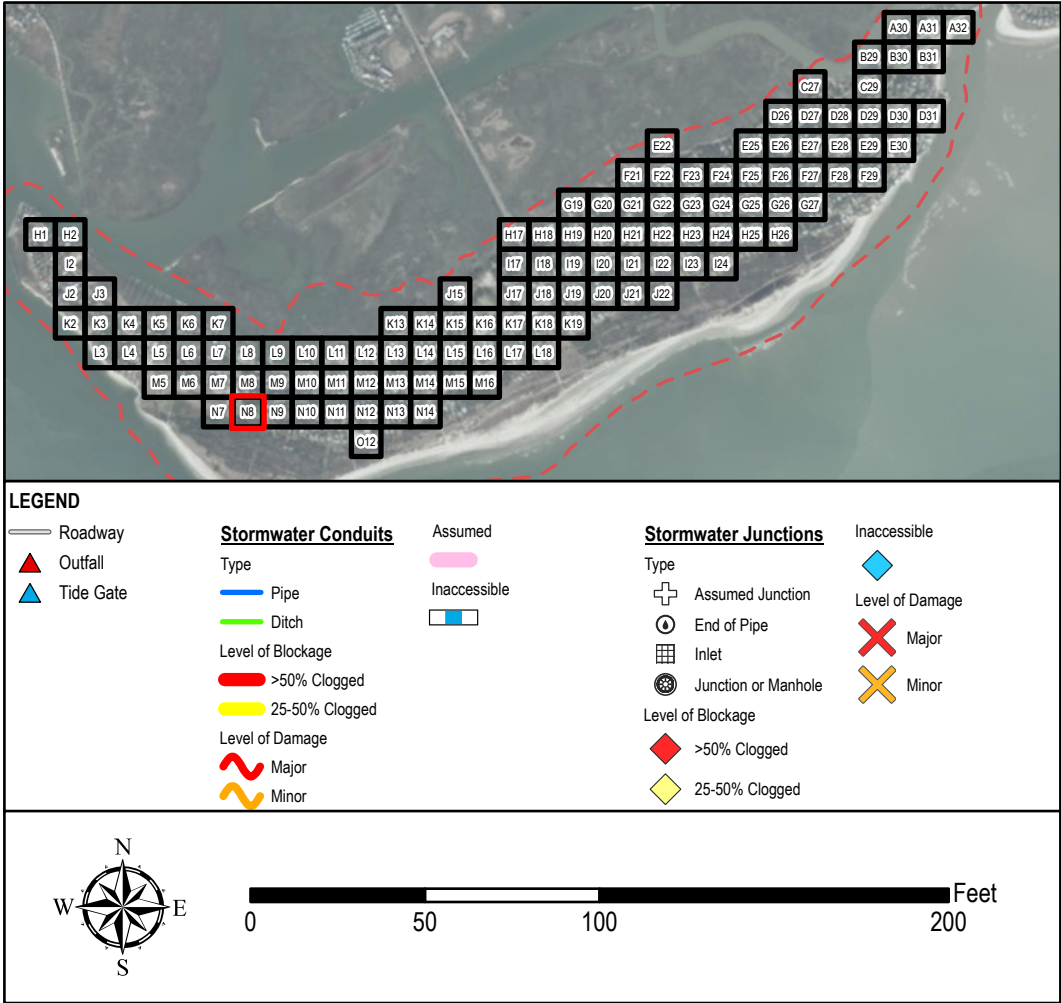 A30 A31 A32
B29 B30 B31
C27 C29
D26 D27 D28 D29 D30 D31
E22 E25 E26 E27 E28 E29 E30
F21 F22 F23 F24 F25 F26 F27 F28 F29
G19 G20 G21 G22 G23 G24 G25 G26 G27
H1 H2 H17 H18 H19 H20 H21 H22 H23 H24 H25 H26
I2 I17 I18 I19 I20 I21 I22 I23 I24
J2 J3 J15 J17 J18 J19 J20 J21 J22
K2 K3 K4 K5 K6 K7 K13 K14 K15 K16 K17 K18 K19
L3 L4 L5 L6 L7 L8 L9 L10 L11 L12 L13 L14 L15 L16 L17 L18
M5 M6 M7 M8 M9 M10 M11 M12 M13 M14 M15 M16
N7 N8 N9 N10 N11 N12 N13 N14
O12
LEGEND
Roadway
Outfall
Tide Gate
Stormwater Conduits
Type
Pipe
Ditch
Level of Blockage
>50% Clogged
25-50% Clogged
Level of Damage
Major
Minor
Assumed
Inaccessible
Stormwater Junctions
Type
Assumed Junction
End of Pipe
Inlet
Junction or Manhole
Level of Blockage
>50% Clogged
25-50% Clogged
Inaccessible
Level of Damage
Major
Minor
N
W E
S
Feet
0 50 100 200